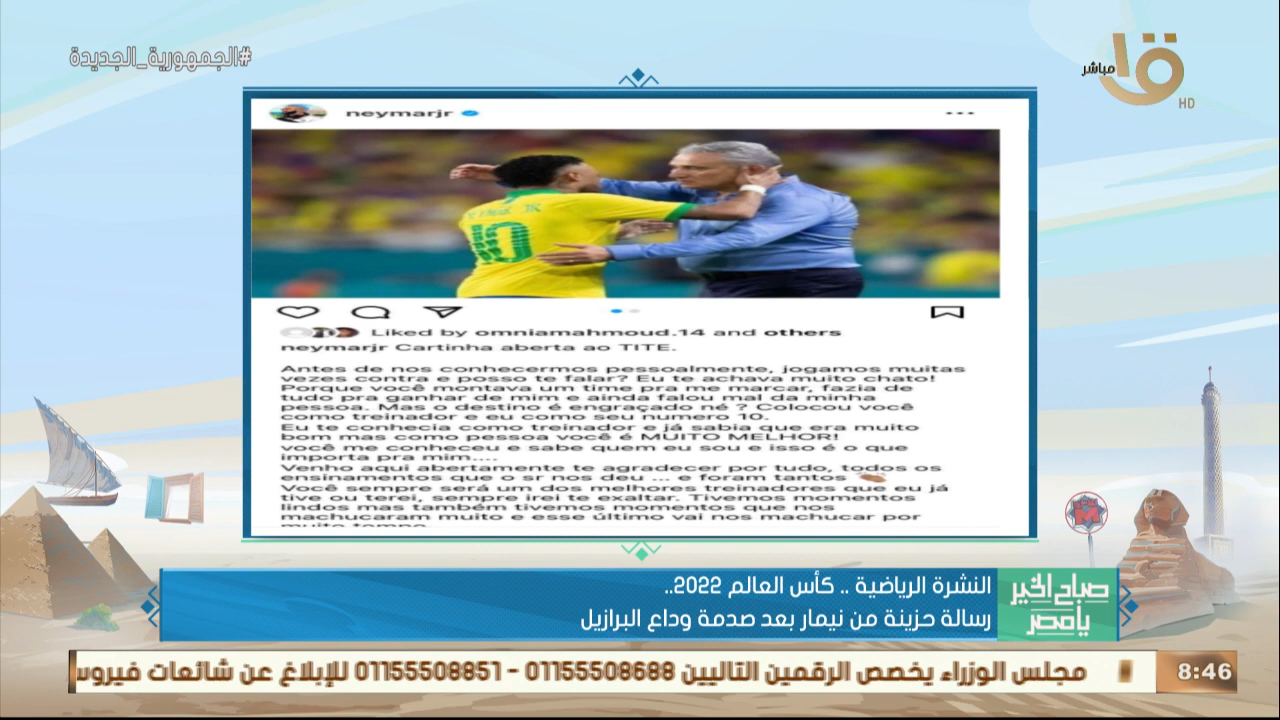 #الجمهورية_الجديدة
مباشر
HD
neymarjr
NEYMAR JR
10
Liked by omniamahmoud.14 and others
neymarjr Cartinha aberta ao TITE.
Antes de nos conhecermos pessoalmente, jogamos muitas
vezes contra e posso te falar? Eu te achava muito chato!
Porque você montava um time pra me marcar, fazia de
tudo pra ganhar de mim e ainda falou mal da minha
pessoa. Mas o destino é engraçado né ? Colocou você
como treinador e eu como seu numero 10.
Eu te conhecia como treinador e já sabia que era muito
bom mas como pessoa você é MUITO MELHOR!
você me conheceu e sabe quem eu sou e isso é o que
importa pra mim....
Venho aqui abertamente te agradecer por tudo, todos os
ensinamentos que o sr nos deu ... e foram tantos
Você sempre será um dos melhores treinadores que eu já
tive ou terei, sempre irei te exaltar. Tivemos momentos
lindos mas também tivemos momentos que nos
machucaram muito e esse último vai nos machucar por
muito tempo
M
صباح الخير
يا مصر
النشرة الرياضية .. كأس العالم 2022..
رسالة حزينة من نيمار بعد صدمة وداع البرازيل
مجلس الوزراء يخصص الرقمين التاليين 01155508688 - 01155508851 للإبلاغ عن شائعات فيروس
8:46